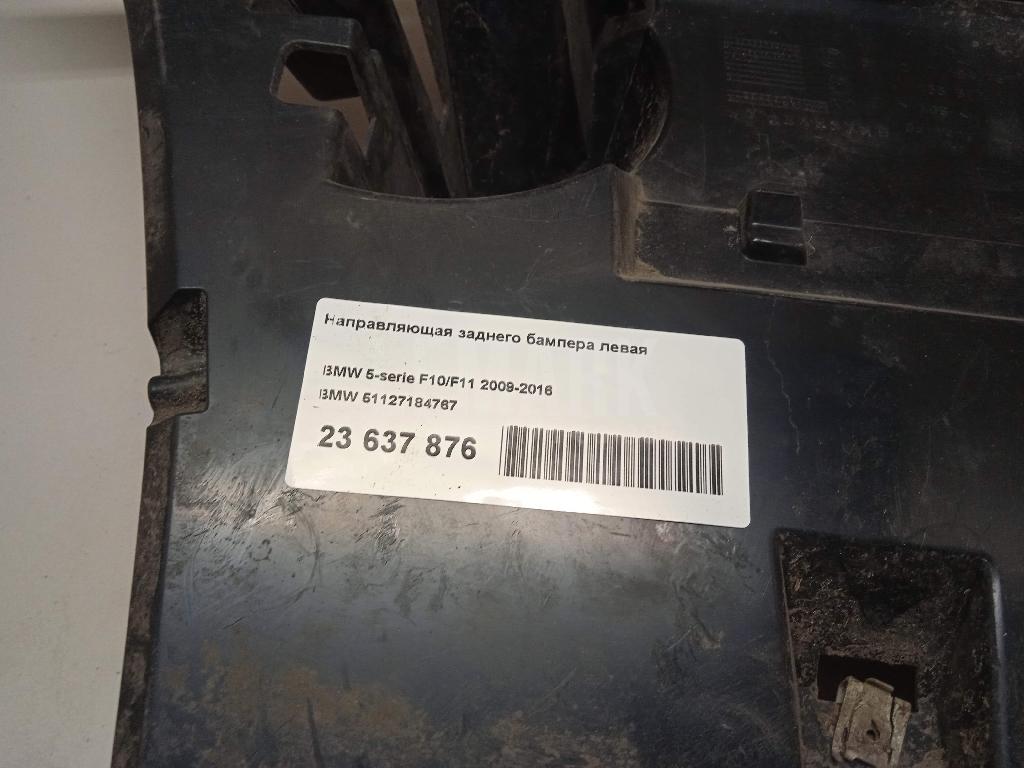 Направляющая заднего бампера левая
BMW 5-serie F10/F11 2009-2016
BMW 51127184767
23 637 876